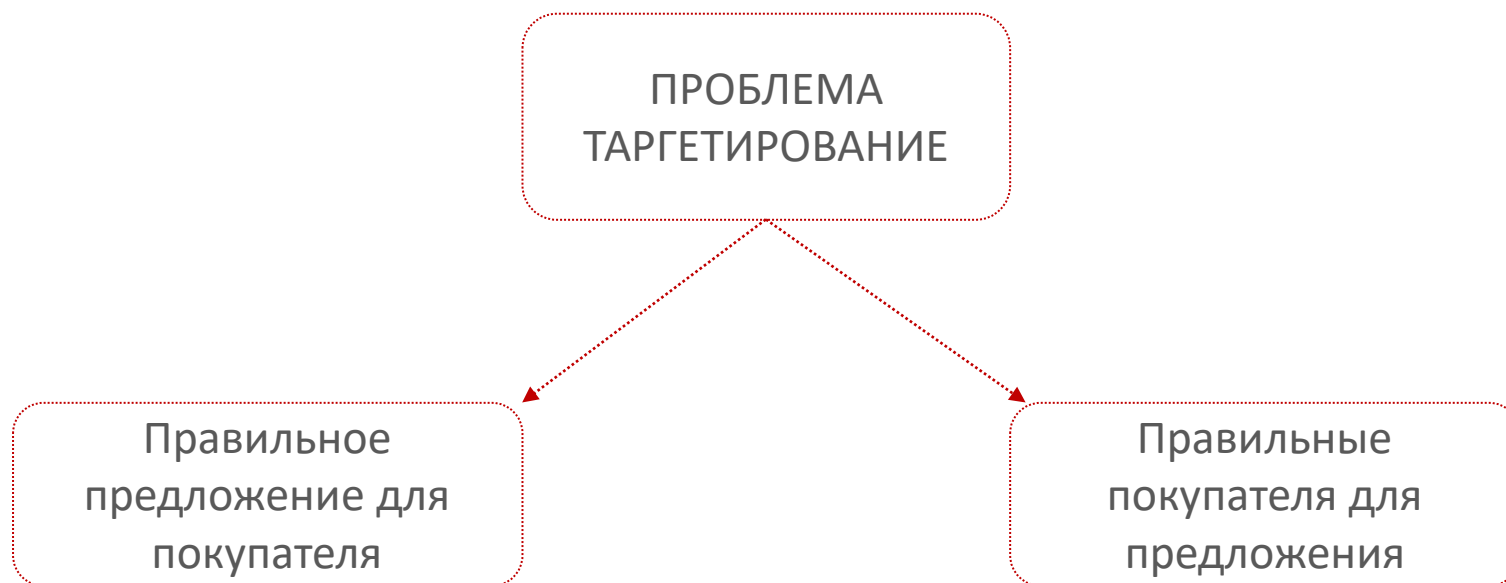 ПРОБЛЕМА
ТАРГЕТИРОВАНИЕ
Правильное
предложение для
покупателя
Правильные
покупателя для
предложения